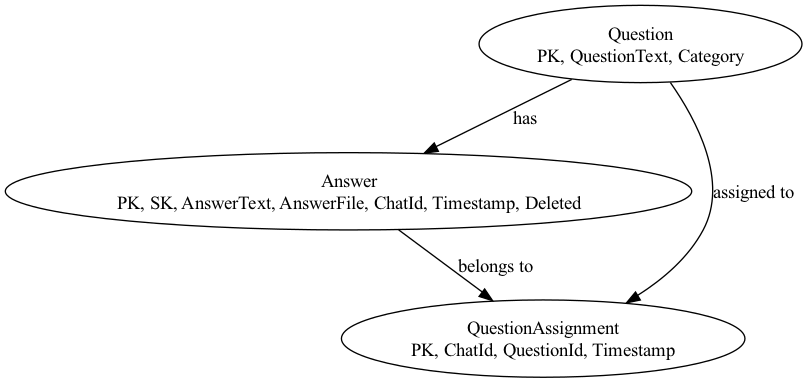 Question
PK, QuestionText, Category
has
Answer
PK, SK, AnswerText, AnswerFile, ChatId, Timestamp, Deleted
assigned to
belongs to
QuestionAssignment
PK, ChatId, QuestionId, Timestamp